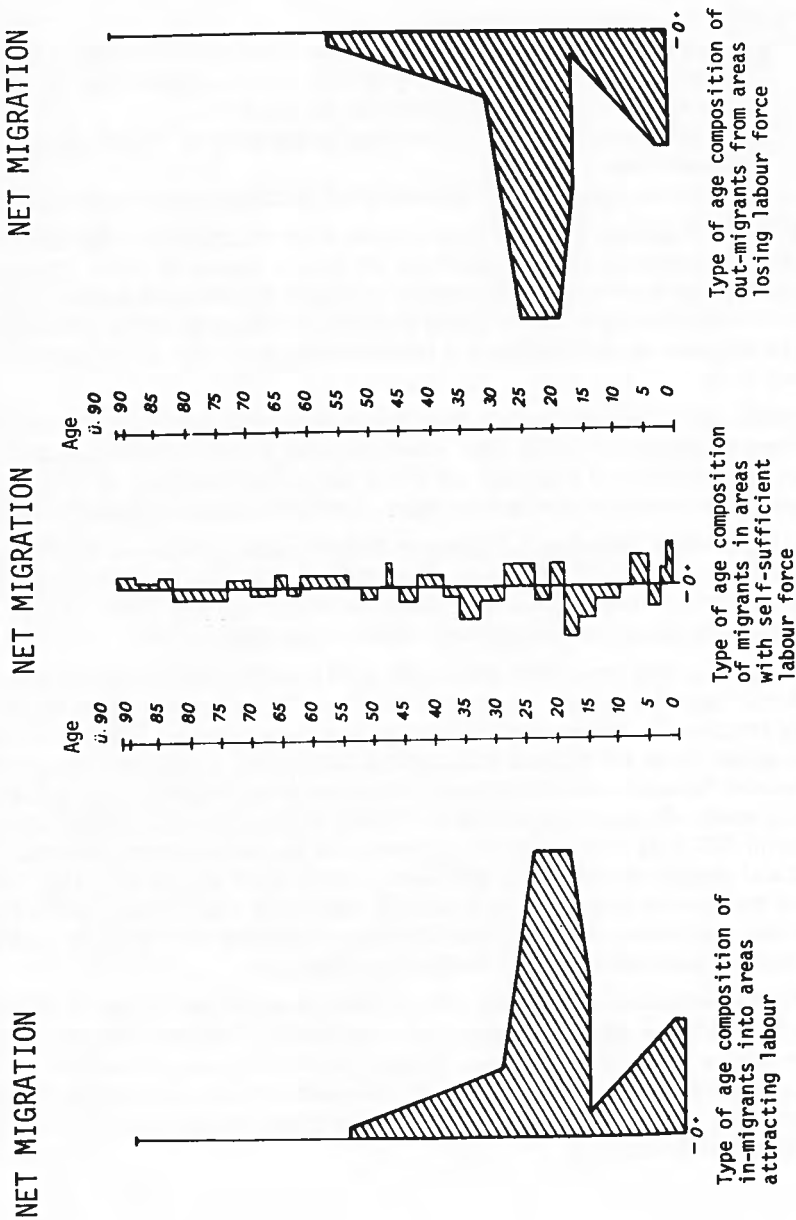 NET MIGRATION
NET MIGRATION
NET MIGRATION
Age
ü. 90
90
85
80
75
70
65
60
55
50
45
40
35
30
25
20
15
10
5
0
Age
ü. 90
90
85
80
75
70
65
60
55
50
45
40
35
30
25
20
15
10
5
0
-0+
-0+
-0+
Type of age composition of
in-migrants into areas
attracting labour
Type of age composition
of migrants in areas
with self-sufficient
labour force
Type of age composition of
out-migrants from areas
losing labour force